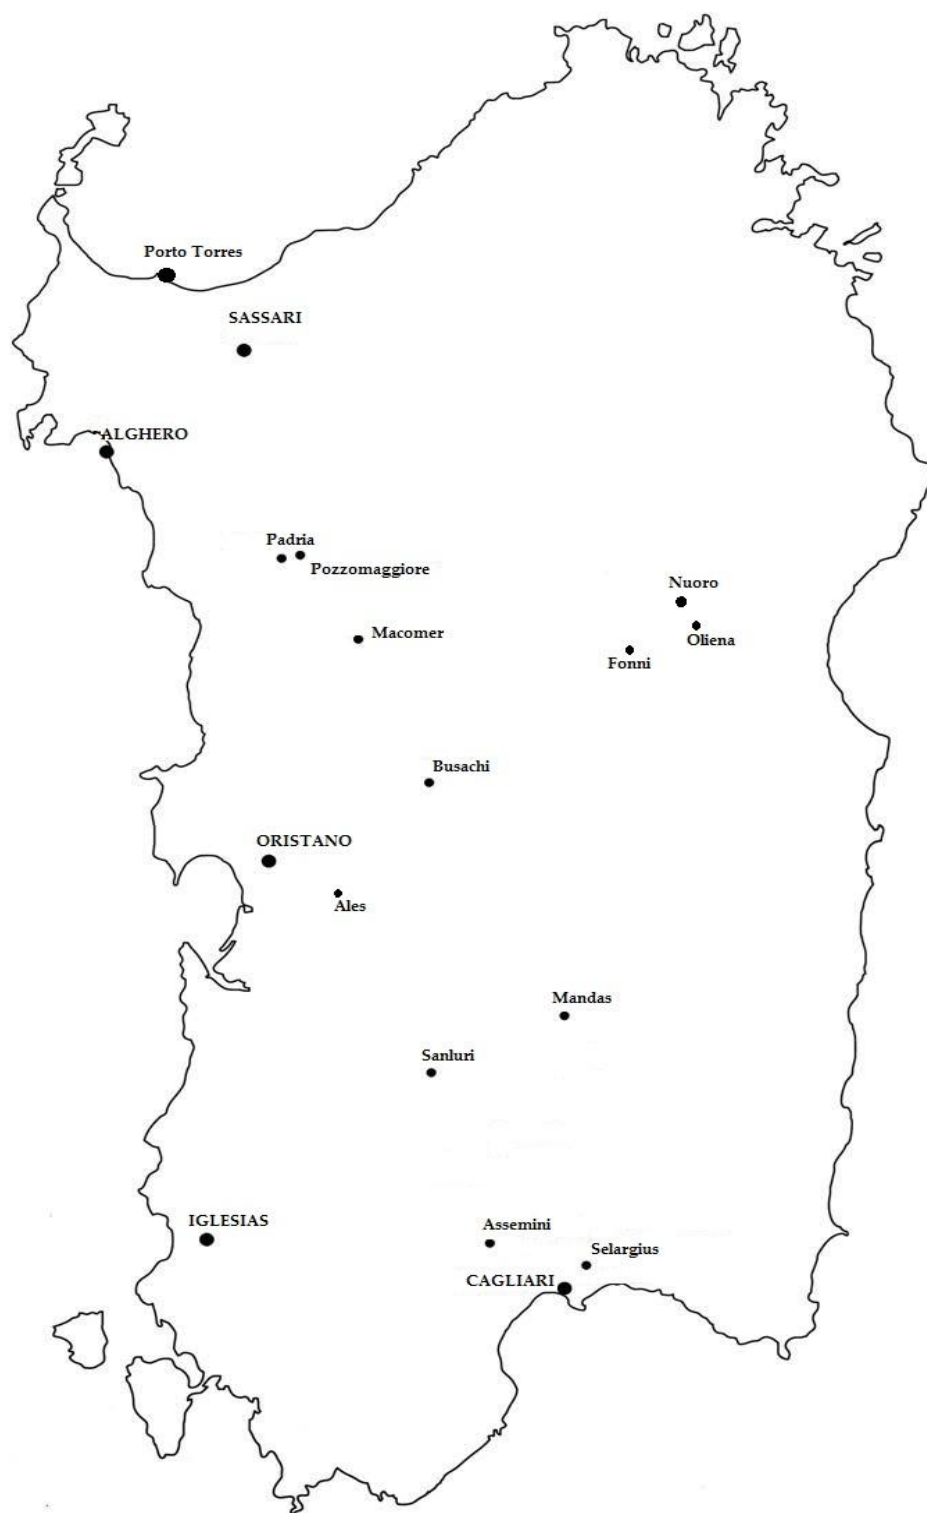 Porto Torres
SASSARI
ALGHERO
Padria
Pozzomaggiore
Nuoro
Macomer
Oliena
Fonni
Busachi
ORISTANO
Ales
Mandas
Sanluri
IGLESIAS
Assemini
Selargius
CAGLIARI